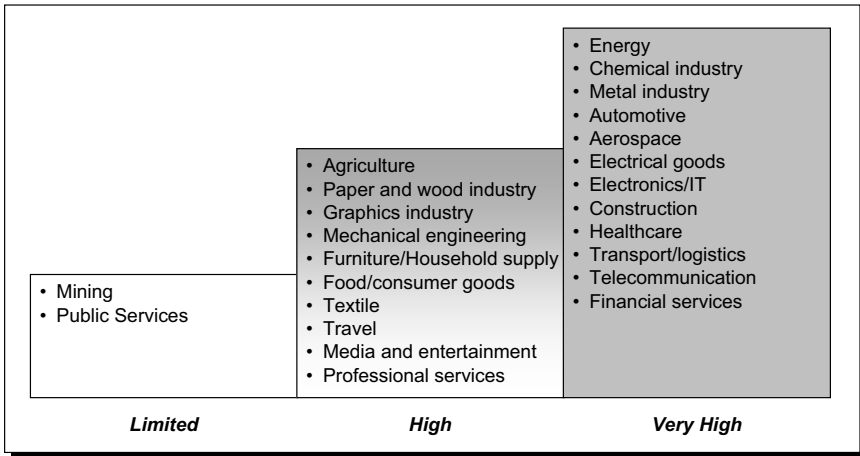 • Mining
• Public Services
Limited
• Agriculture
• Paper and wood industry
• Graphics industry
• Mechanical engineering
• Furniture/Household supply
• Food/consumer goods
• Textile
• Travel
• Media and entertainment
• Professional services
High
• Energy
• Chemical industry
• Metal industry
• Automotive
• Aerospace
• Electrical goods
• Electronics/IT
• Construction
• Healthcare
• Transport/logistics
• Telecommunication
• Financial services
Very High